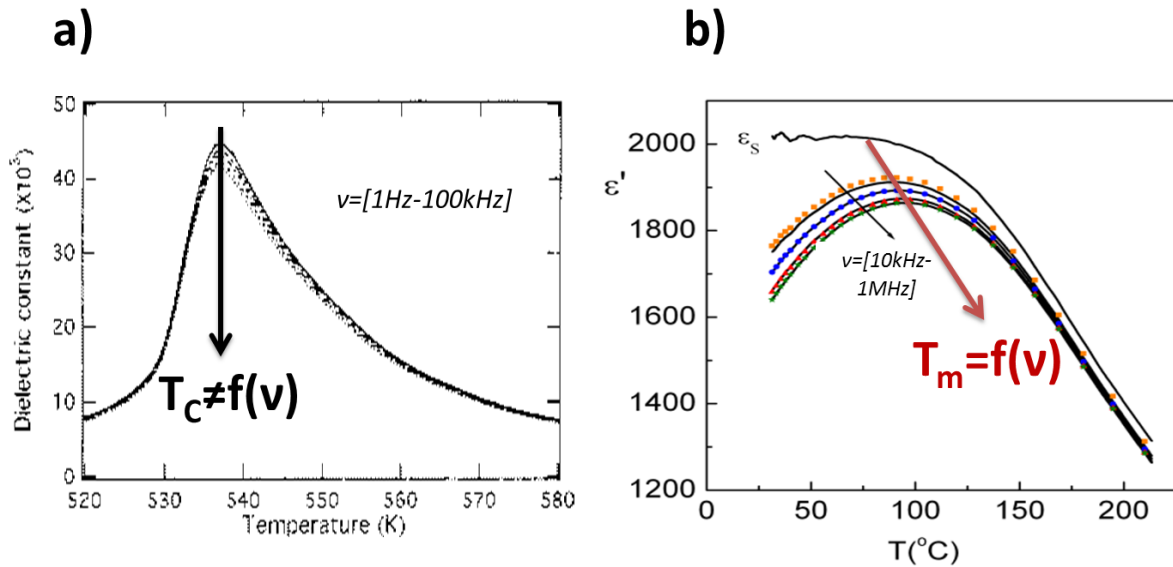 a)
b)
50
40
30
20
10
0
Dielectric constant (x10³)
ν=[1Hz-100kHz]
T_C≠f(ν)
520
530
540
550
560
570
580
Temperature (K)
2000
1800
1600
1400
1200
ε'
ε_S
ν=[10kHz-
1MHz]
T_m=f(ν)
0
50
100
150
200
T(°C)